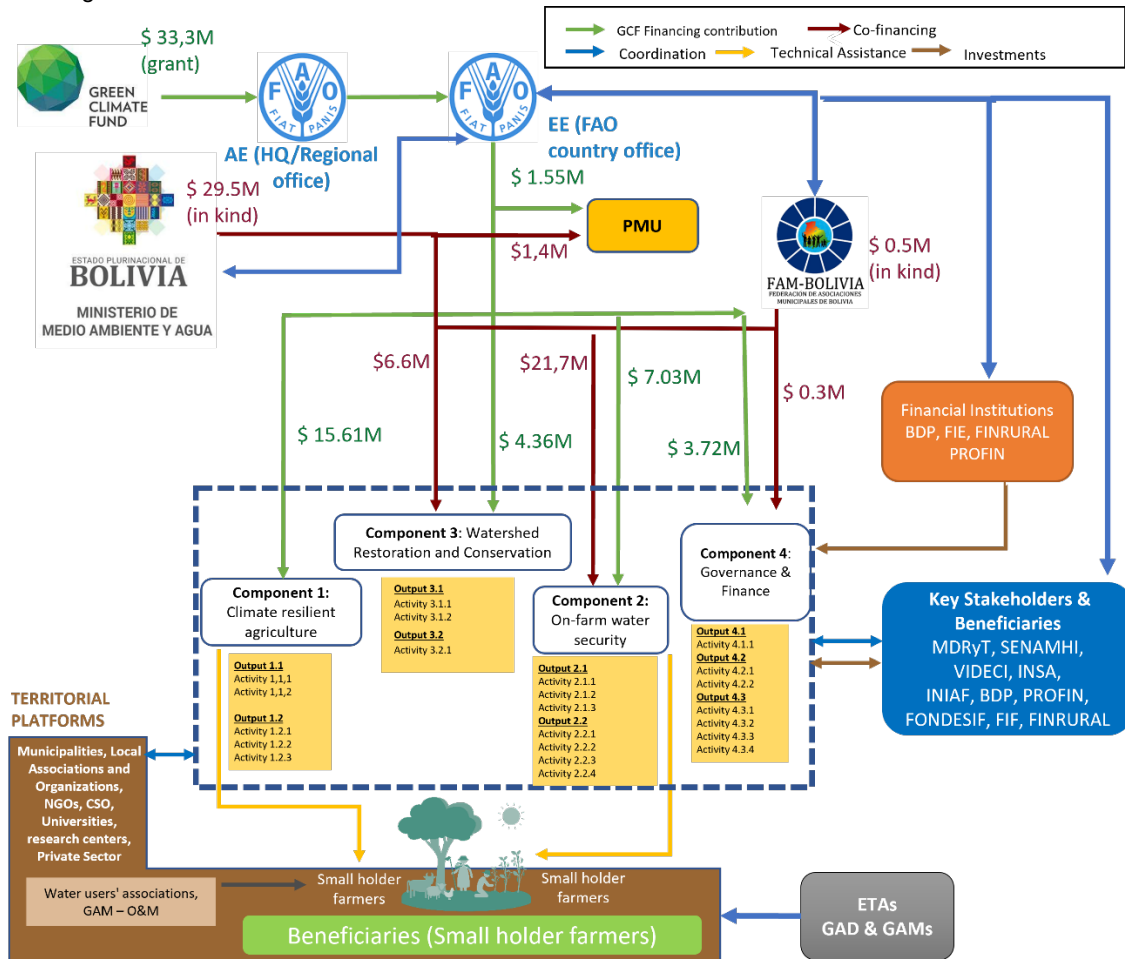 GCF Financing contribution
Co-financing
Coordination
Technical Assistance
Investments
$ 33,3M
(grant)
GREEN
CLIMATE
FUND
F A O
FIAT PANIS
AE (HQ/Regional
office)
F A O
FIAT PANIS
EE (FAO
country office)
$ 29.5M
(in kind)
ESTADO PLURINACIONAL DE
BOLIVIA
MINISTERIO DE
MEDIO AMBIENTE Y AGUA
$ 1.55M
PMU
$1,4M
$ 0.5M
(in kind)
FAM-BOLIVIA
FEDERACION DE ASOCIACIONES
MUNICIPALES DE BOLIVIA
$6.6M
$21,7M
$ 7.03M
$ 0.3M
$ 15.61M
$ 4.36M
$ 3.72M
Financial Institutions
BDP, FIE, FINRURAL
PROFIN
Component 3: Watershed
Restoration and Conservation
Output 3.1
Activity 3.1.1
Activity 3.1.2
Output 3.2
Activity 3.2.1
Component 4:
Governance &
Finance
Output 4.1
Activity 4.1.1
Output 4.2
Activity 4.2.1
Activity 4.2.2
Output 4.3
Activity 4.3.1
Activity 4.3.2
Activity 4.3.3
Activity 4.3.4
Component 1:
Climate resilient
agriculture
Output 1.1
Activity 1,1,1
Activity 1,1,2
Output 1.2
Activity 1.2.1
Activity 1.2.2
Activity 1.2.3
Component 2:
On-farm water
security
Output 2.1
Activity 2.1.1
Activity 2.1.2
Activity 2.1.3
Output 2.2
Activity 2.2.1
Activity 2.2.2
Activity 2.2.3
Activity 2.2.4
Key Stakeholders &
Beneficiaries
MDRyT, SENAMHI,
VIDECI, INSA,
INIAF, BDP, PROFIN,
FONDESIF, FIF, FINRURAL
TERRITORIAL
PLATFORMS
Municipalities, Local
Associations and
Organizations,
NGOs, CSO,
Universities,
research centers,
Private Sector
Water users' associations,
GAM – O&M
Small holder
farmers
Small holder
farmers
Beneficiaries (Small holder farmers)
ETAs
GAD & GAMs